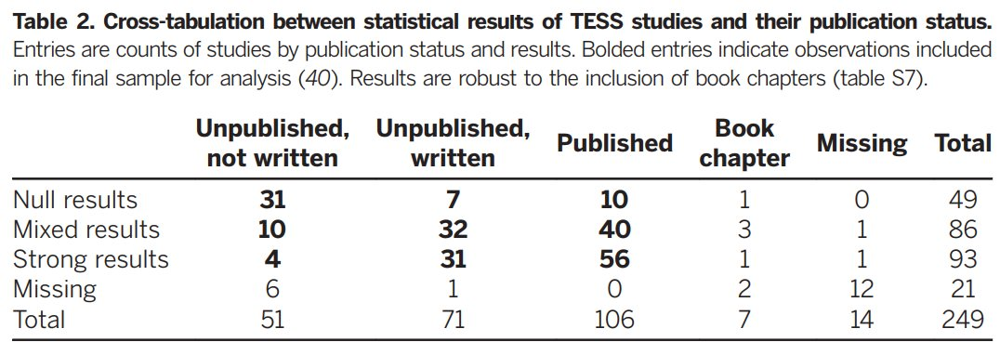 Table 2. Cross-tabulation between statistical results of TESS studies and their publication status.
Entries are counts of studies by publication status and results. Bolded entries indicate observations included
in the final sample for analysis (40). Results are robust to the inclusion of book chapters (table S7).
Unpublished, Unpublished, Published Book Missing Total
not written written chapter
Null results 31 7 10 1 0 49
Mixed results 10 32 40 3 1 86
Strong results 4 31 56 1 1 93
Missing 6 1 0 2 12 21
Total 51 71 106 7 14 249